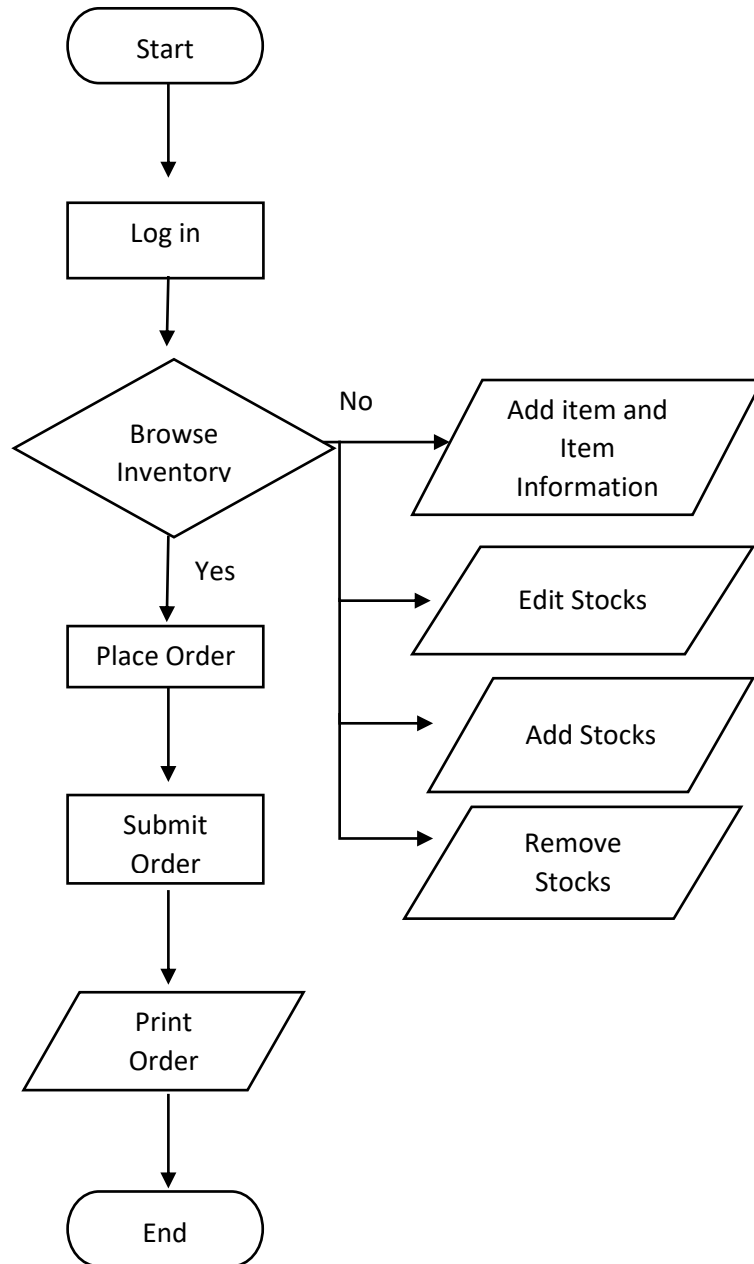 Start
Log in
Browse
Inventory
No
Add item and
Item
Information
Yes
Edit Stocks
Place Order
Add Stocks
Submit
Order
Remove
Stocks
Print
Order
End